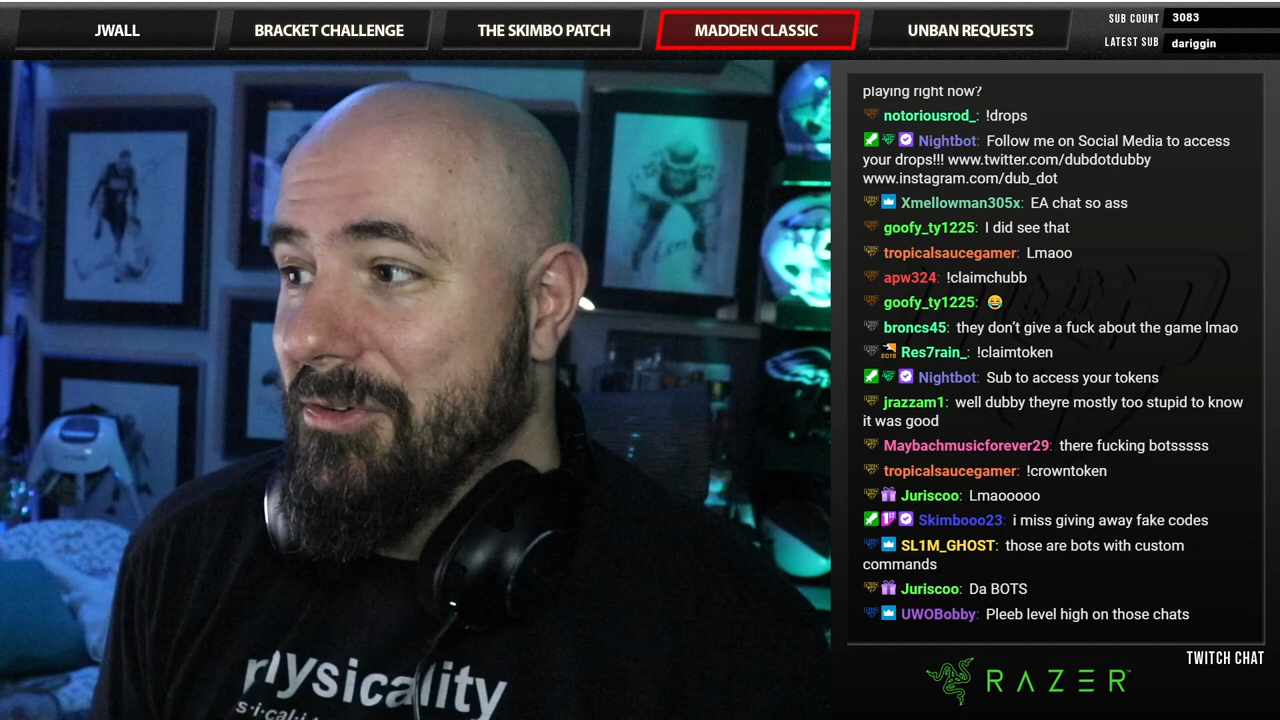 JWALL
BRACKET CHALLENGE
THE SKIMBO PATCH
MADDEN CLASSIC
UNBAN REQUESTS
SUB COUNT 3083
LATEST SUB dariggin
playing right now?
notoriousrod_: !drops
Nightbot: Follow me on Social Media to access
your drops!!! www.twitter.com/dubdotdubby
www.instagram.com/dub_dot
Xmellowman305x: EA chat so ass
goofy_ty1225: I did see that
tropicalsaucegamer: Lmaoo
apw324: !claimchubb
goofy_ty1225: 😂
broncs45: they don't give a fuck about the game lmao
Res7rain_: !claimtoken
Nightbot: Sub to access your tokens
jrazzam1: well dubby theyre mostly too stupid to know
it was good
Maybachmusicforever29: there fucking botsssss
tropicalsaucegamer: !crowntoken
Juriscoo: Lmaooooo
Skimbooo23: i miss giving away fake codes
SL1M_GHOST: those are bots with custom
commands
Juriscoo: Da BOTS
UWOBobby: Pleeb level high on those chats
TWITCH CHAT
RAZER
physicality